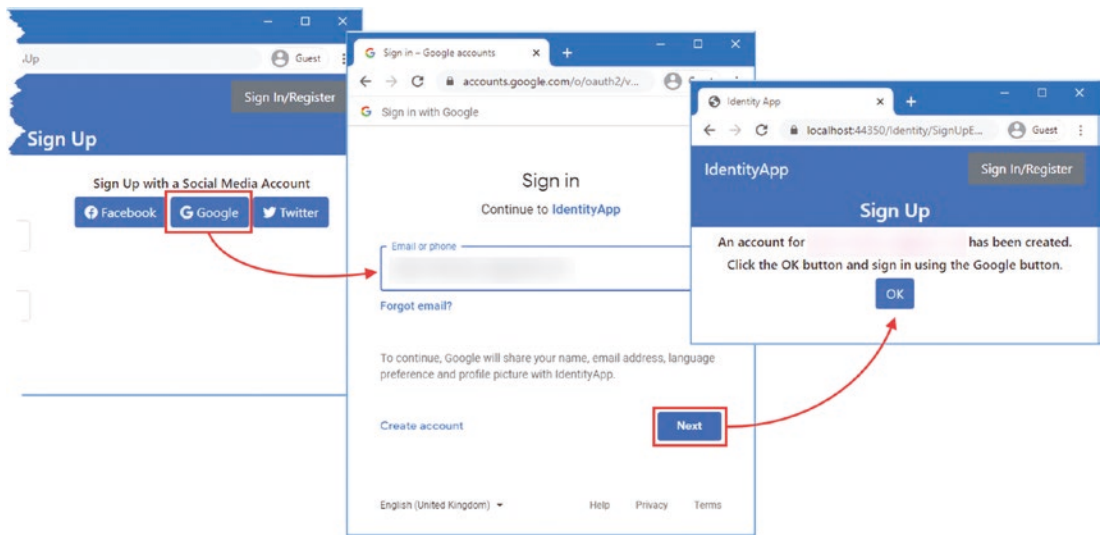 .Up
Guest
Sign In/Register
Sign Up
Sign Up with a Social Media Account
Facebook
Google
Twitter
Sign in – Google accounts
accounts.google.com/o/oauth2/v...
Sign in with Google
Sign in
Continue to IdentityApp
Email or phone
Forgot email?
To continue, Google will share your name, email address, language
preference and profile picture with IdentityApp.
Create account
Next
English (United Kingdom)
Help
Privacy
Terms
Identity App
localhost:44350/Identity/SignUpE...
Guest
IdentityApp
Sign In/Register
Sign Up
An account for
has been created.
Click the OK button and sign in using the Google button.
OK